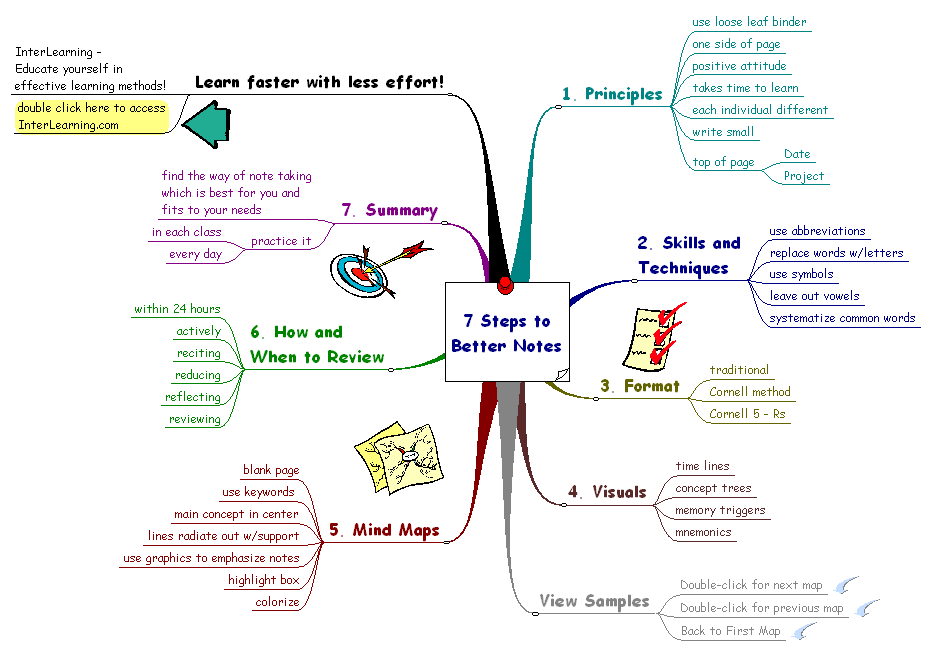 7 Steps to
Better Notes
1. Principles
use loose leaf binder
one side of page
positive attitude
takes time to learn
each individual different
write small
top of page
Date
Project
2. Skills and
Techniques
use abbreviations
replace words w/letters
use symbols
leave out vowels
systematize common words
3. Format
traditional
Cornell method
Cornell 5 - Rs
4. Visuals
time lines
concept trees
memory triggers
mnemonics
5. Mind Maps
blank page
use keywords
main concept in center
lines radiate out w/support
use graphics to emphasize notes
highlight box
colorize
6. How and
When to Review
within 24 hours
actively
reciting
reducing
reflecting
reviewing
7. Summary
find the way of note taking
which is best for you and
fits to your needs
practice it
in each class
every day
Learn faster with less effort!
InterLearning -
Educate yourself in
effective learning methods!
double click here to access
InterLearning.com
View Samples
Double-click for next map
Double-click for previous map
Back to First Map